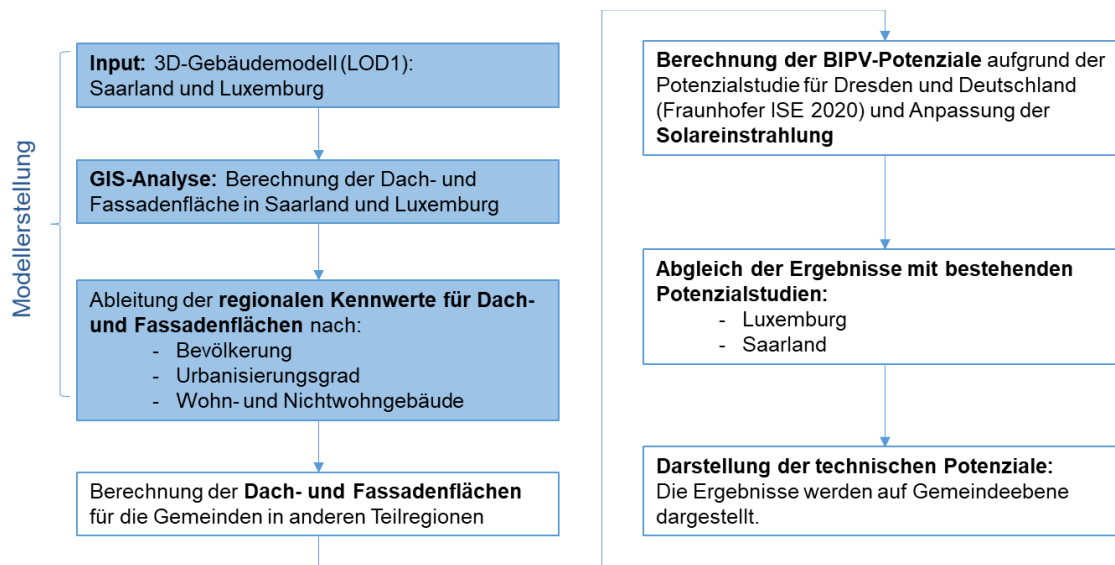 Modellerstellung
Input: 3D-Gebäudemodell (LOD1):
Saarland und Luxemburg
GIS-Analyse: Berechnung der Dach- und
Fassadenfläche in Saarland und Luxemburg
Ableitung der regionalen Kennwerte für Dach-
und Fassadenflächen nach:
- Bevölkerung
- Urbanisierungsgrad
- Wohn- und Nichtwohngebäude
Berechnung der Dach- und Fassadenflächen
für die Gemeinden in anderen Teilregionen
Berechnung der BIPV-Potenziale aufgrund der
Potenzialstudie für Dresden und Deutschland
(Fraunhofer ISE 2020) und Anpassung der
Solareinstrahlung
Abgleich der Ergebnisse mit bestehenden
Potenzialstudien:
- Luxemburg
- Saarland
Darstellung der technischen Potenziale:
Die Ergebnisse werden auf Gemeindeebene
dargestellt.